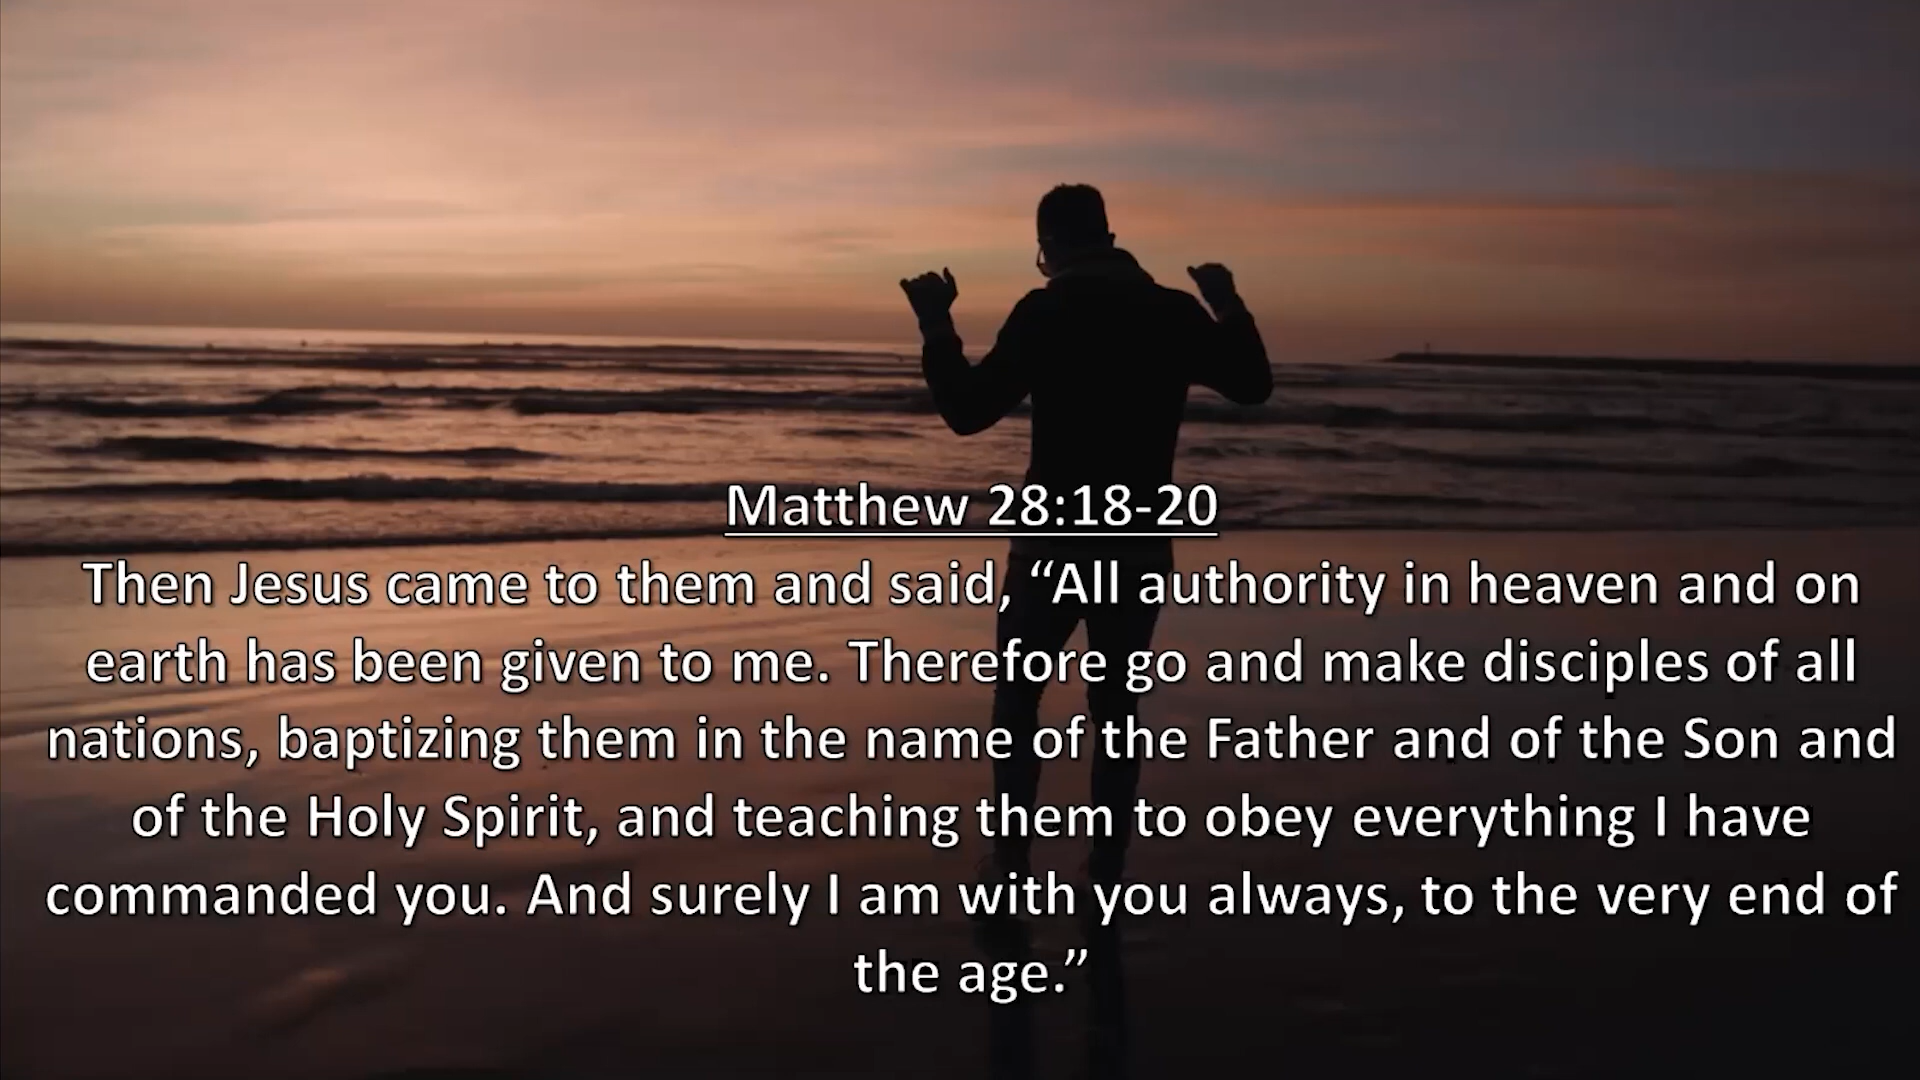 Matthew 28:18-20
Then Jesus came to them and said, “All authority in heaven and on
earth has been given to me. Therefore go and make disciples of all
nations, baptizing them in the name of the Father and of the Son and
of the Holy Spirit, and teaching them to obey everything I have
commanded you. And surely I am with you always, to the very end of
the age.”